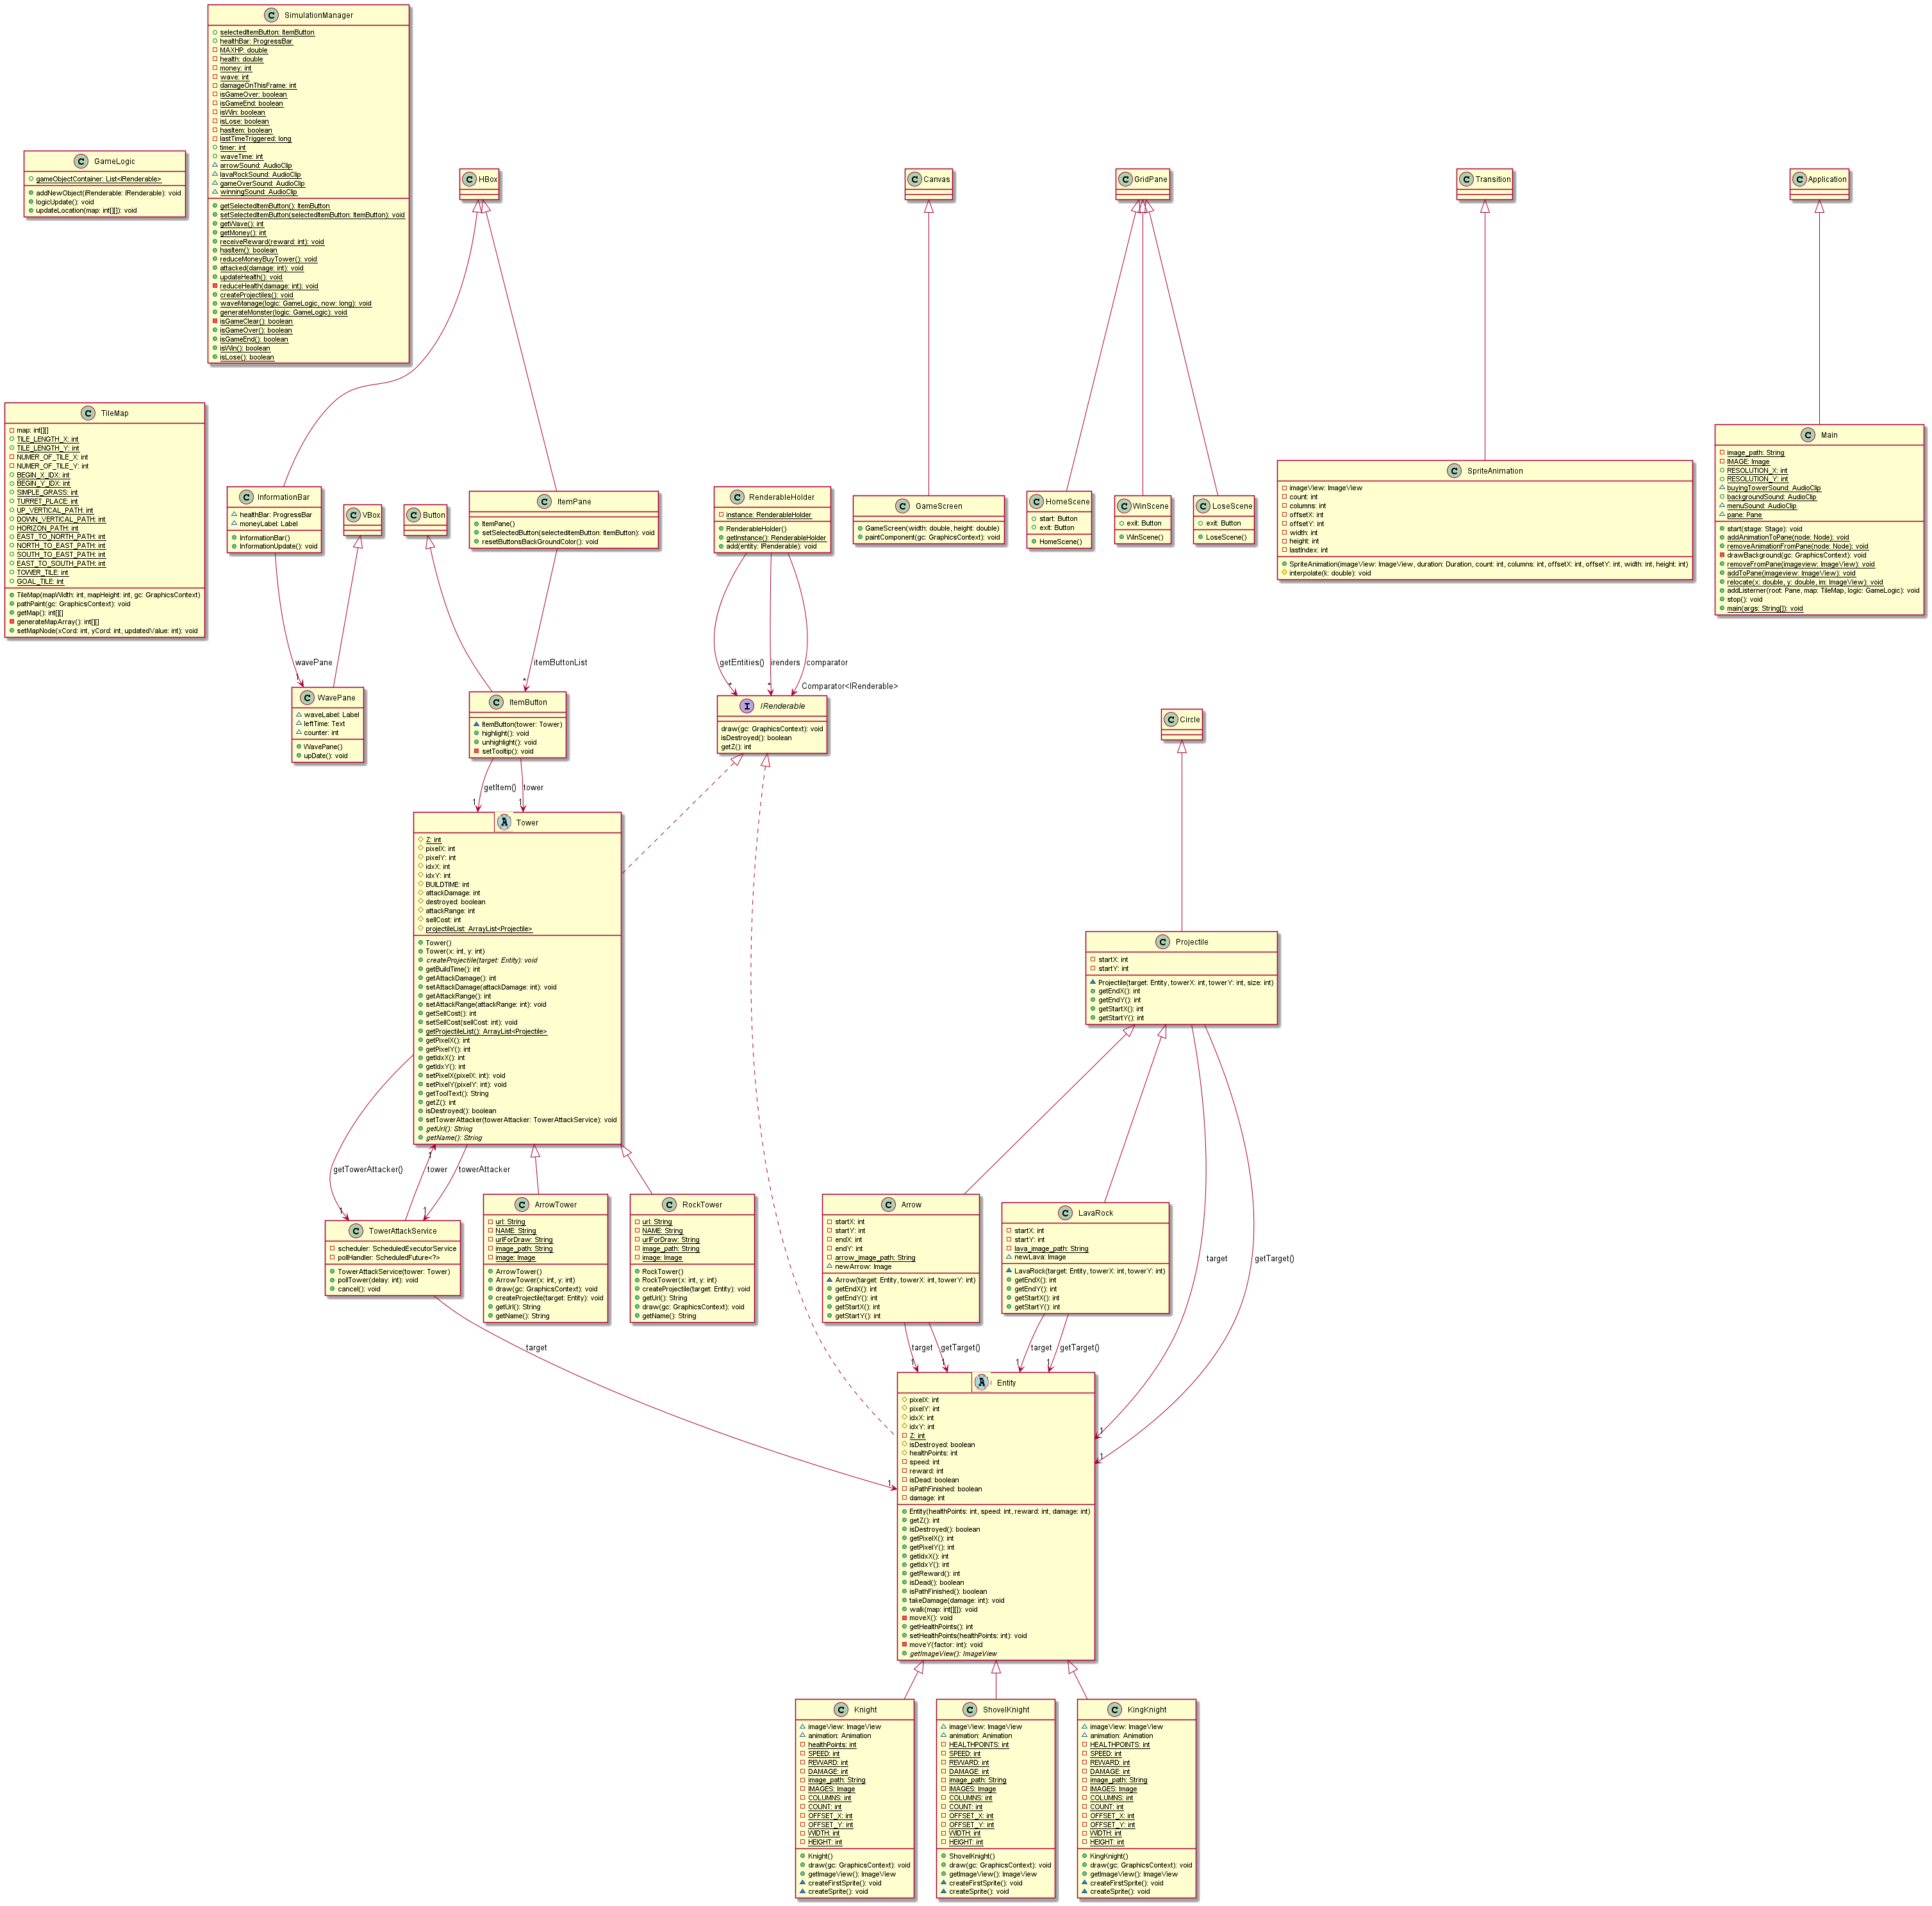 C SimulationManager
selectedItemButton: ItemButton
healthBar: ProgressBar
MAXHP: double
health: double
money: int
wave: int
damageOnThisFrame: int
isGameOver: boolean
isGameEnd: boolean
isWin: boolean
isLose: boolean
hasItem: boolean
lastTimeTriggered: long
timer: int
waveTime: int
arrowSound: AudioClip
lavaRockSound: AudioClip
gameOverSound: AudioClip
winningSound: AudioClip
getSelectedItemButton(): ItemButton
setSelectedItemButton(selectedItemButton: ItemButton): void
getWave(): int
getMoney(): int
receiveReward(reward: int): void
hasItem(): boolean
reduceMoneyBuyTower(): void
attacked(damage: int): void
updateHealth(): void
reduceHealth(damage: int): void
createProjectiles(): void
waveManage(logic: GameLogic, now: long): void
generateMonster(logic: GameLogic): void
isGameClear(): boolean
isGameOver(): boolean
isGameEnd(): boolean
isWin(): boolean
isLose(): boolean
C GameLogic
gameObjectContainer: List<IRenderable>
addNewObject(iRenderable: IRenderable): void
logicUpdate(): void
updateLocation(map: int[][]): void
C HBox
C Canvas
C GridPane
C Transition
C Application
C TileMap
map: int[][]
TILE_LENGTH_X: int
TILE_LENGTH_Y: int
NUMER_OF_TILE_X: int
NUMER_OF_TILE_Y: int
BEGIN_X_IDX: int
BEGIN_Y_IDX: int
SIMPLE_GRASS: int
TURRET_PLACE: int
UP_VERTICAL_PATH: int
DOWN_VERTICAL_PATH: int
HORIZON_PATH: int
EAST_TO_NORTH_PATH: int
NORTH_TO_EAST_PATH: int
SOUTH_TO_EAST_PATH: int
EAST_TO_SOUTH_PATH: int
TOWER_TILE: int
GOAL_TILE: int
TileMap(mapWidth: int, mapHeight: int, gc: GraphicsContext)
pathPaint(gc: GraphicsContext): void
getMap(): int[][]
generateMapArray(): int[][]
setMapNode(xCord: int, yCord: int, updatedValue: int): void
C InformationBar
healthBar: ProgressBar
moneyLabel: Label
InformationBar()
InformationUpdate(): void
C VBox
C Button
C ItemPane
ItemPane()
setSelectedButton(selectedItemButton: ItemButton): void
resetButtonsBackGroundColor(): void
C RenderableHolder
instance: RenderableHolder
RenderableHolder()
getInstance(): RenderableHolder
add(entity: IRenderable): void
C GameScreen
GameScreen(width: double, height: double)
paintComponent(gc: GraphicsContext): void
C HomeScene
start: Button
exit: Button
HomeScene()
C WinScene
exit: Button
WinScene()
C LoseScene
exit: Button
LoseScene()
C SpriteAnimation
imageView: ImageView
count: int
columns: int
offsetX: int
offsetY: int
width: int
height: int
lastIndex: int
SpriteAnimation(imageView: ImageView, duration: Duration, count: int, columns: int, offsetX: int, offsetY: int, width: int, height: int)
interpolate(k: double): void
C Main
image_path: String
IMAGE: Image
RESOLUTION_X: int
RESOLUTION_Y: int
buyingTowerSound: AudioClip
backgroundSound: AudioClip
menuSound: AudioClip
pane: Pane
start(stage: Stage): void
addAnimationToPane(node: Node): void
removeAnimationFromPane(node: Node): void
drawBackground(gc: GraphicsContext): void
removeFromPane(imageview: ImageView): void
addToPane(imageview: ImageView): void
relocate(x: double, y: double, im: ImageView): void
addListerner(root: Pane, map: TileMap, logic: GameLogic): void
stop(): void
main(args: String[]): void
wavePane
1
itemButtonList
*
getEntities()
*
irenders
*
comparator
Comparator<IRenderable>
C WavePane
waveLabel: Label
leftTime: Text
counter: int
WavePane()
upDate(): void
C ItemButton
ItemButton(tower: Tower)
highlight(): void
unhighlight(): void
setTooltip(): void
I IRenderable
draw(gc: GraphicsContext): void
isDestroyed(): boolean
getZ(): int
C Circle
getItem()
1
tower
1
A Tower
Z: int
pixelX: int
pixelY: int
idxX: int
idxY: int
BUILDTIME: int
attackDamage: int
destroyed: boolean
attackRange: int
sellCost: int
projectileList: ArrayList<Projectile>
Tower()
Tower(x: int, y: int)
createProjectile(target: Entity): void
getBuildTime(): int
getAttackDamage(): int
setAttackDamage(attackDamage: int): void
getAttackRange(): int
setAttackRange(attackRange: int): void
getSellCost(): int
setSellCost(sellCost: int): void
getProjectileList(): ArrayList<Projectile>
getPixelX(): int
getPixelY(): int
getIdxX(): int
getIdxY(): int
setPixelX(pixelX: int): void
setPixelY(pixelY: int): void
getToolText(): String
getZ(): int
isDestroyed(): boolean
setTowerAttacker(towerAttacker: TowerAttackService): void
getUrl(): String
getName(): String
C Projectile
startX: int
startY: int
Projectile(target: Entity, towerX: int, towerY: int, size: int)
getEndX(): int
getEndY(): int
getStartX(): int
getStartY(): int
getTowerAttacker()
1
tower
1
towerAttacker
1
C TowerAttackService
scheduler: ScheduledExecutorService
pollHandler: ScheduledFuture<?>
TowerAttackService(tower: Tower)
pollTower(delay: int): void
cancel(): void
C ArrowTower
url: String
NAME: String
urlForDraw: String
image_path: String
image: Image
ArrowTower()
ArrowTower(x: int, y: int)
draw(gc: GraphicsContext): void
createProjectile(target: Entity): void
getUrl(): String
getName(): String
C RockTower
url: String
NAME: String
urlForDraw: String
image_path: String
image: Image
RockTower()
RockTower(x: int, y: int)
createProjectile(target: Entity): void
getUrl(): String
draw(gc: GraphicsContext): void
getName(): String
C Arrow
startX: int
startY: int
endX: int
endY: int
arrow_image_path: String
newArrow: Image
Arrow(target: Entity, towerX: int, towerY: int)
getEndX(): int
getEndY(): int
getStartX(): int
getStartY(): int
C LavaRock
startX: int
startY: int
lava_image_path: String
newLava: Image
LavaRock(target: Entity, towerX: int, towerY: int)
getEndX(): int
getEndY(): int
getStartX(): int
getStartY(): int
target
getTarget()
target
1
target
1
getTarget()
1
target
1
getTarget()
1
1
1
A Entity
pixelX: int
pixelY: int
idxX: int
idxY: int
Z: int
isDestroyed: boolean
healthPoints: int
speed: int
reward: int
isDead: boolean
isPathFinished: boolean
damage: int
Entity(healthPoints: int, speed: int, reward: int, damage: int)
getZ(): int
isDestroyed(): boolean
getPixelX(): int
getPixelY(): int
getIdxX(): int
getIdxY(): int
getReward(): int
isDead(): boolean
isPathFinished(): boolean
takeDamage(damage: int): void
walk(map: int[][]): void
moveX(): void
getHealthPoints(): int
setHealthPoints(healthPoints: int): void
moveY(factor: int): void
getImageView(): ImageView
C Knight
imageView: ImageView
animation: Animation
healthPoints: int
SPEED: int
REWARD: int
DAMAGE: int
image_path: String
IMAGES: Image
COLUMNS: int
COUNT: int
OFFSET_X: int
OFFSET_Y: int
WIDTH: int
HEIGHT: int
Knight()
draw(gc: GraphicsContext): void
getImageView(): ImageView
createFirstSprite(): void
createSprite(): void
C ShovelKnight
imageView: ImageView
animation: Animation
HEALTHPOINTS: int
SPEED: int
REWARD: int
DAMAGE: int
image_path: String
IMAGES: Image
COLUMNS: int
COUNT: int
OFFSET_X: int
OFFSET_Y: int
WIDTH: int
HEIGHT: int
ShovelKnight()
draw(gc: GraphicsContext): void
getImageView(): ImageView
createFirstSprite(): void
createSprite(): void
C KingKnight
imageView: ImageView
animation: Animation
HEALTHPOINTS: int
SPEED: int
REWARD: int
DAMAGE: int
image_path: String
IMAGES: Image
COLUMNS: int
COUNT: int
OFFSET_X: int
OFFSET_Y: int
WIDTH: int
HEIGHT: int
KingKnight()
draw(gc: GraphicsContext): void
getImageView(): ImageView
createFirstSprite(): void
createSprite(): void